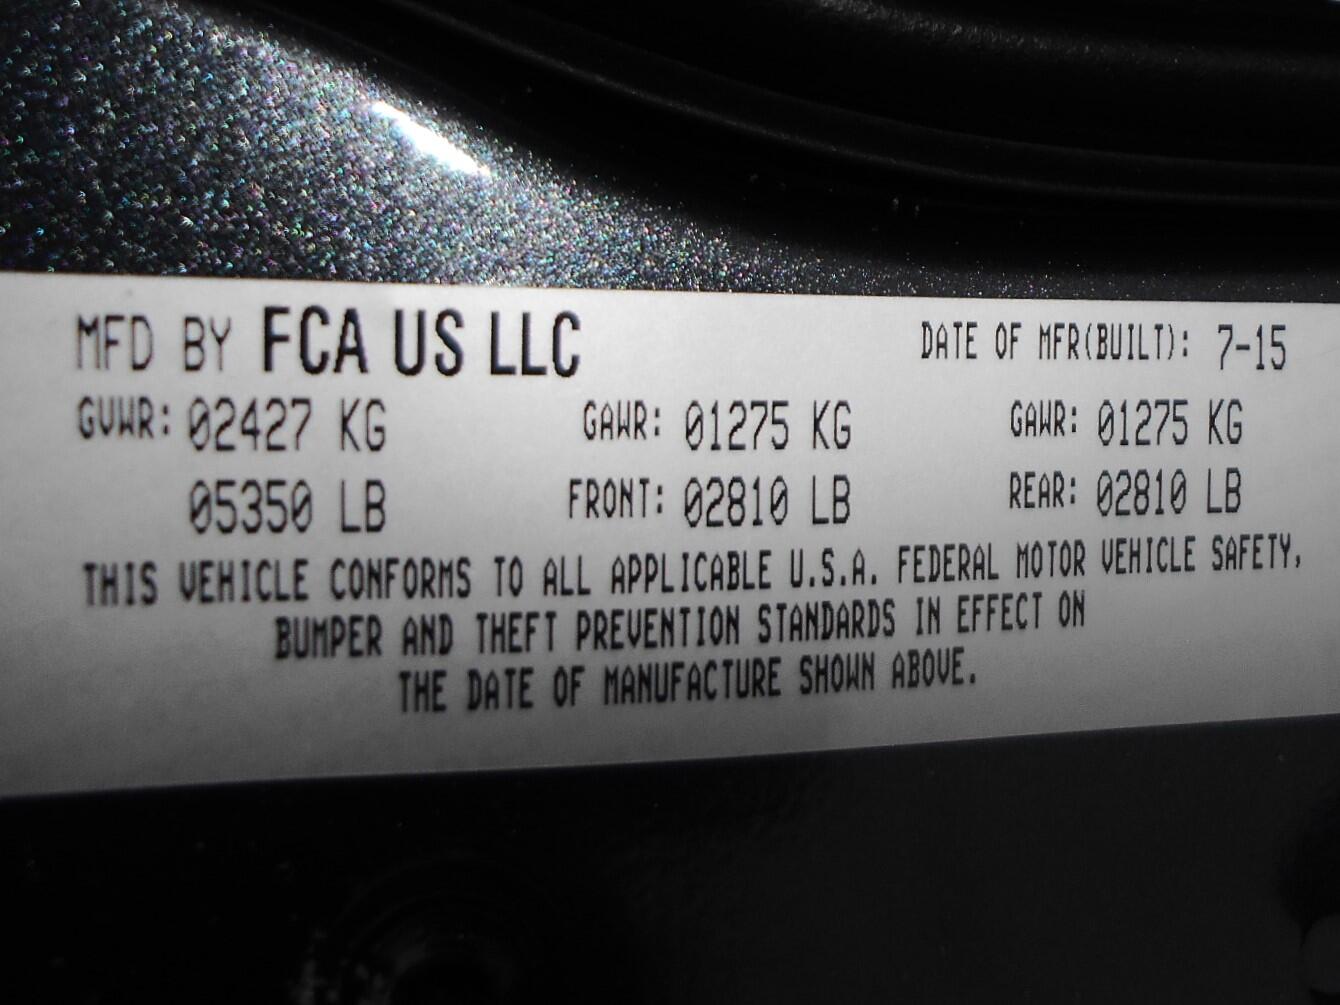 MFD BY FCA US LLC DATE OF MFR(BUILT): 7-15
GVWR: 02427 KG GAWR: 01275 KG GAWR: 01275 KG
05350 LB FRONT: 02810 LB REAR: 02810 LB
THIS VEHICLE CONFORMS TO ALL APPLICABLE U.S.A. FEDERAL MOTOR VEHICLE SAFETY,
BUMPER AND THEFT PREVENTION STANDARDS IN EFFECT ON
THE DATE OF MANUFACTURE SHOWN ABOVE.